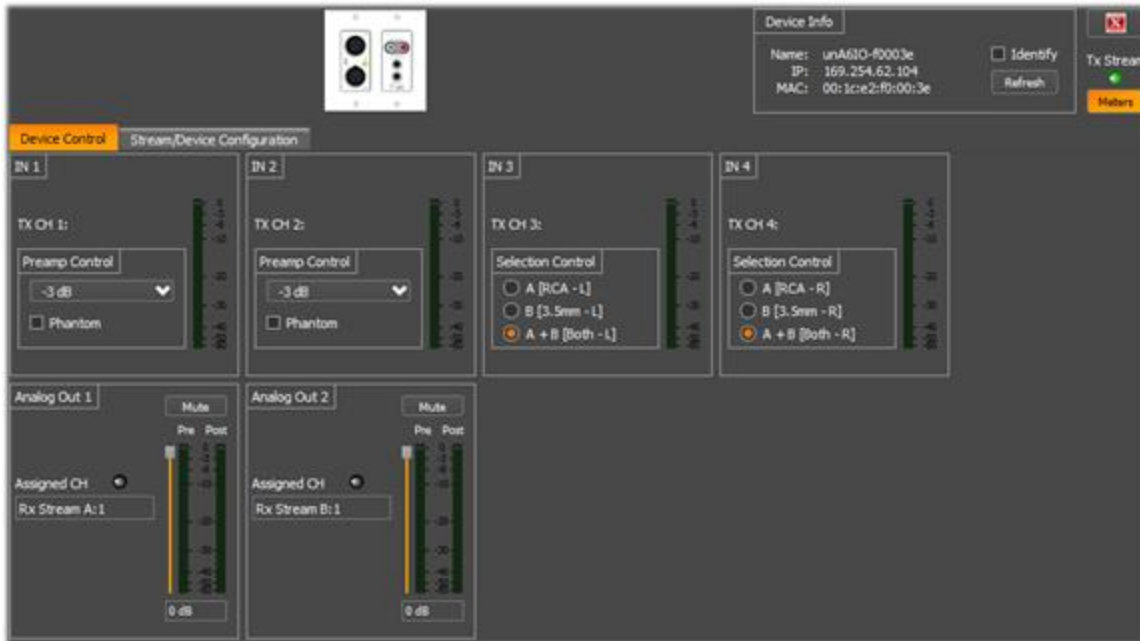 Device Info
Name: unA6IO-f0003e
Identify
IP: 169.254.62.104
MAC: 00:1c:e2:f0:00:3e
Refresh
Tx Stream
Meters
Device Control
Stream/Device Configuration
IN 1
TX CH 1:
Preamp Control
-3 dB
Phantom
IN 2
TX CH 2:
Preamp Control
-3 dB
Phantom
IN 3
TX CH 3:
Selection Control
A [RCA - L]
B [3.5mm - L]
A + B [Both - L]
IN 4
TX CH 4:
Selection Control
A [RCA - R]
B [3.5mm - R]
A + B [Both - R]
Analog Out 1
Mute
Pre Post
Assigned CH
Rx Stream A:1
0 dB
Analog Out 2
Mute
Pre Post
Assigned CH
Rx Stream B:1
0 dB